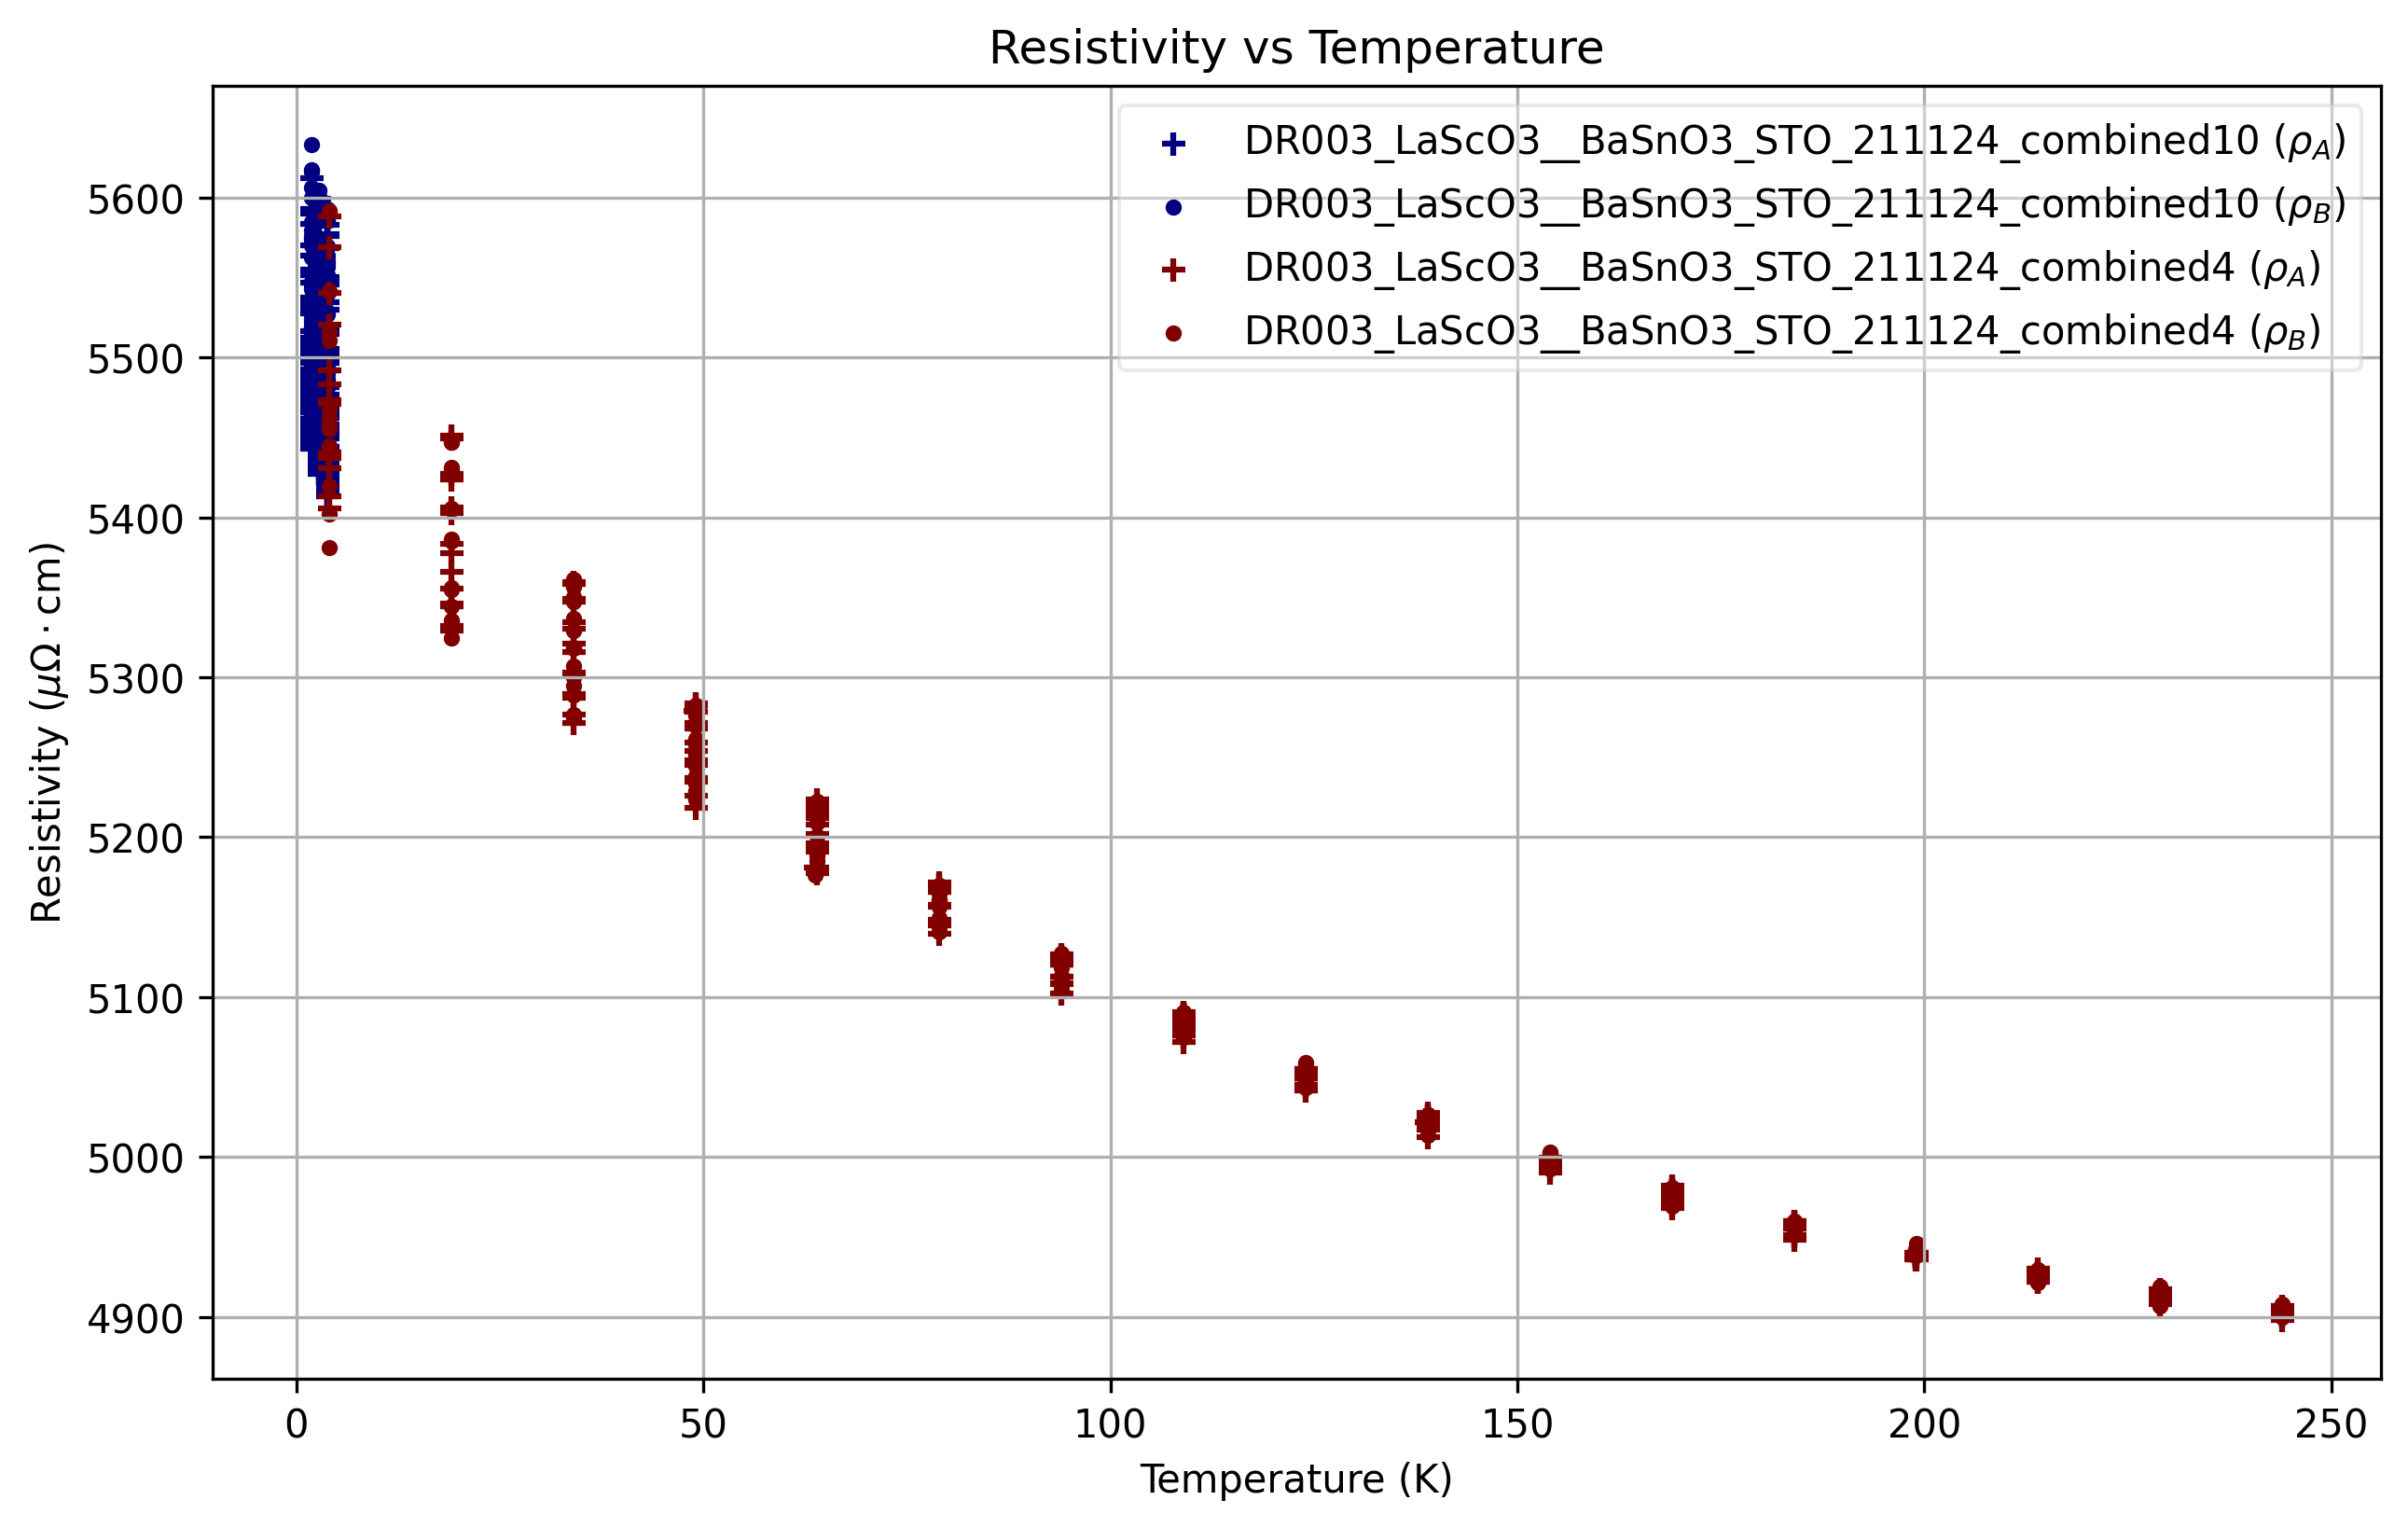 Resistivity vs Temperature
DR003_LaScO3__BaSnO3_STO_211124_combined10 (ρA)
DR003_LaScO3__BaSnO3_STO_211124_combined10 (ρB)
DR003_LaScO3__BaSnO3_STO_211124_combined4 (ρA)
DR003_LaScO3__BaSnO3_STO_211124_combined4 (ρB)
Resistivity (μΩ·cm)
5600
5500
5400
5300
5200
5100
5000
4900
0 50 100 150 200 250
Temperature (K)